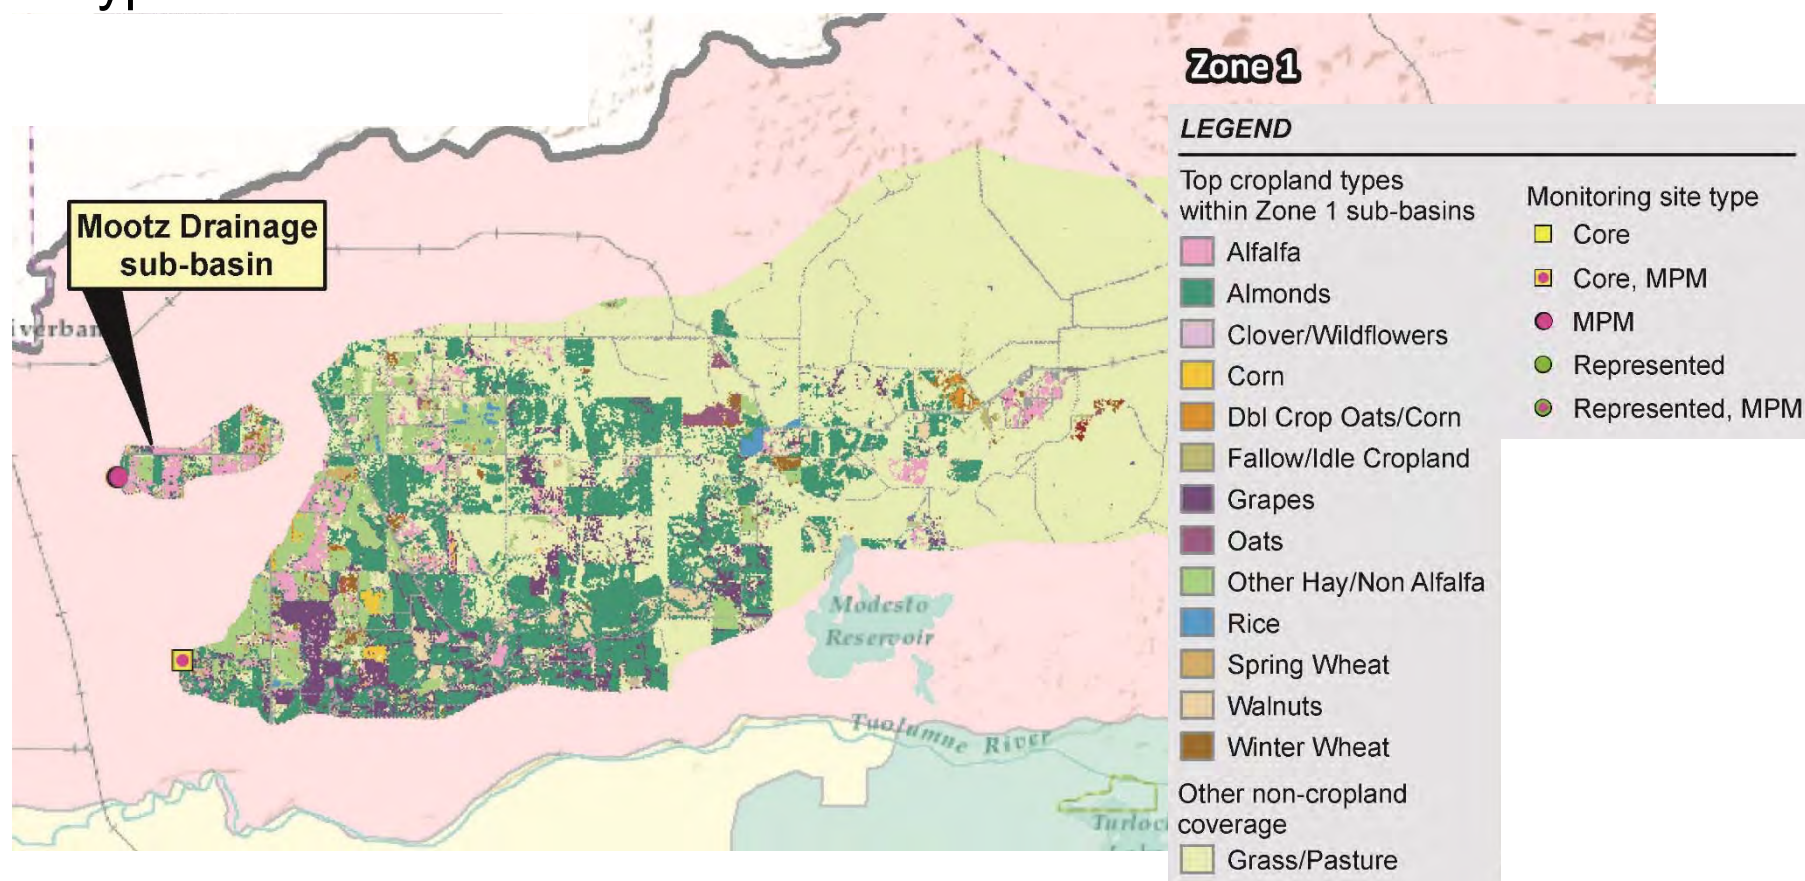 Zone 1
Mootz Drainage
sub-basin
Modesto
Reservoir
Tuolumne River
LEGEND
Top cropland types
within Zone 1 sub-basins
Alfalfa
Almonds
Clover/Wildflowers
Corn
Dbl Crop Oats/Corn
Fallow/Idle Cropland
Grapes
Oats
Other Hay/Non Alfalfa
Rice
Spring Wheat
Walnuts
Winter Wheat
Other non-cropland
coverage
Grass/Pasture
Monitoring site type
Core
Core, MPM
MPM
Represented
Represented, MPM